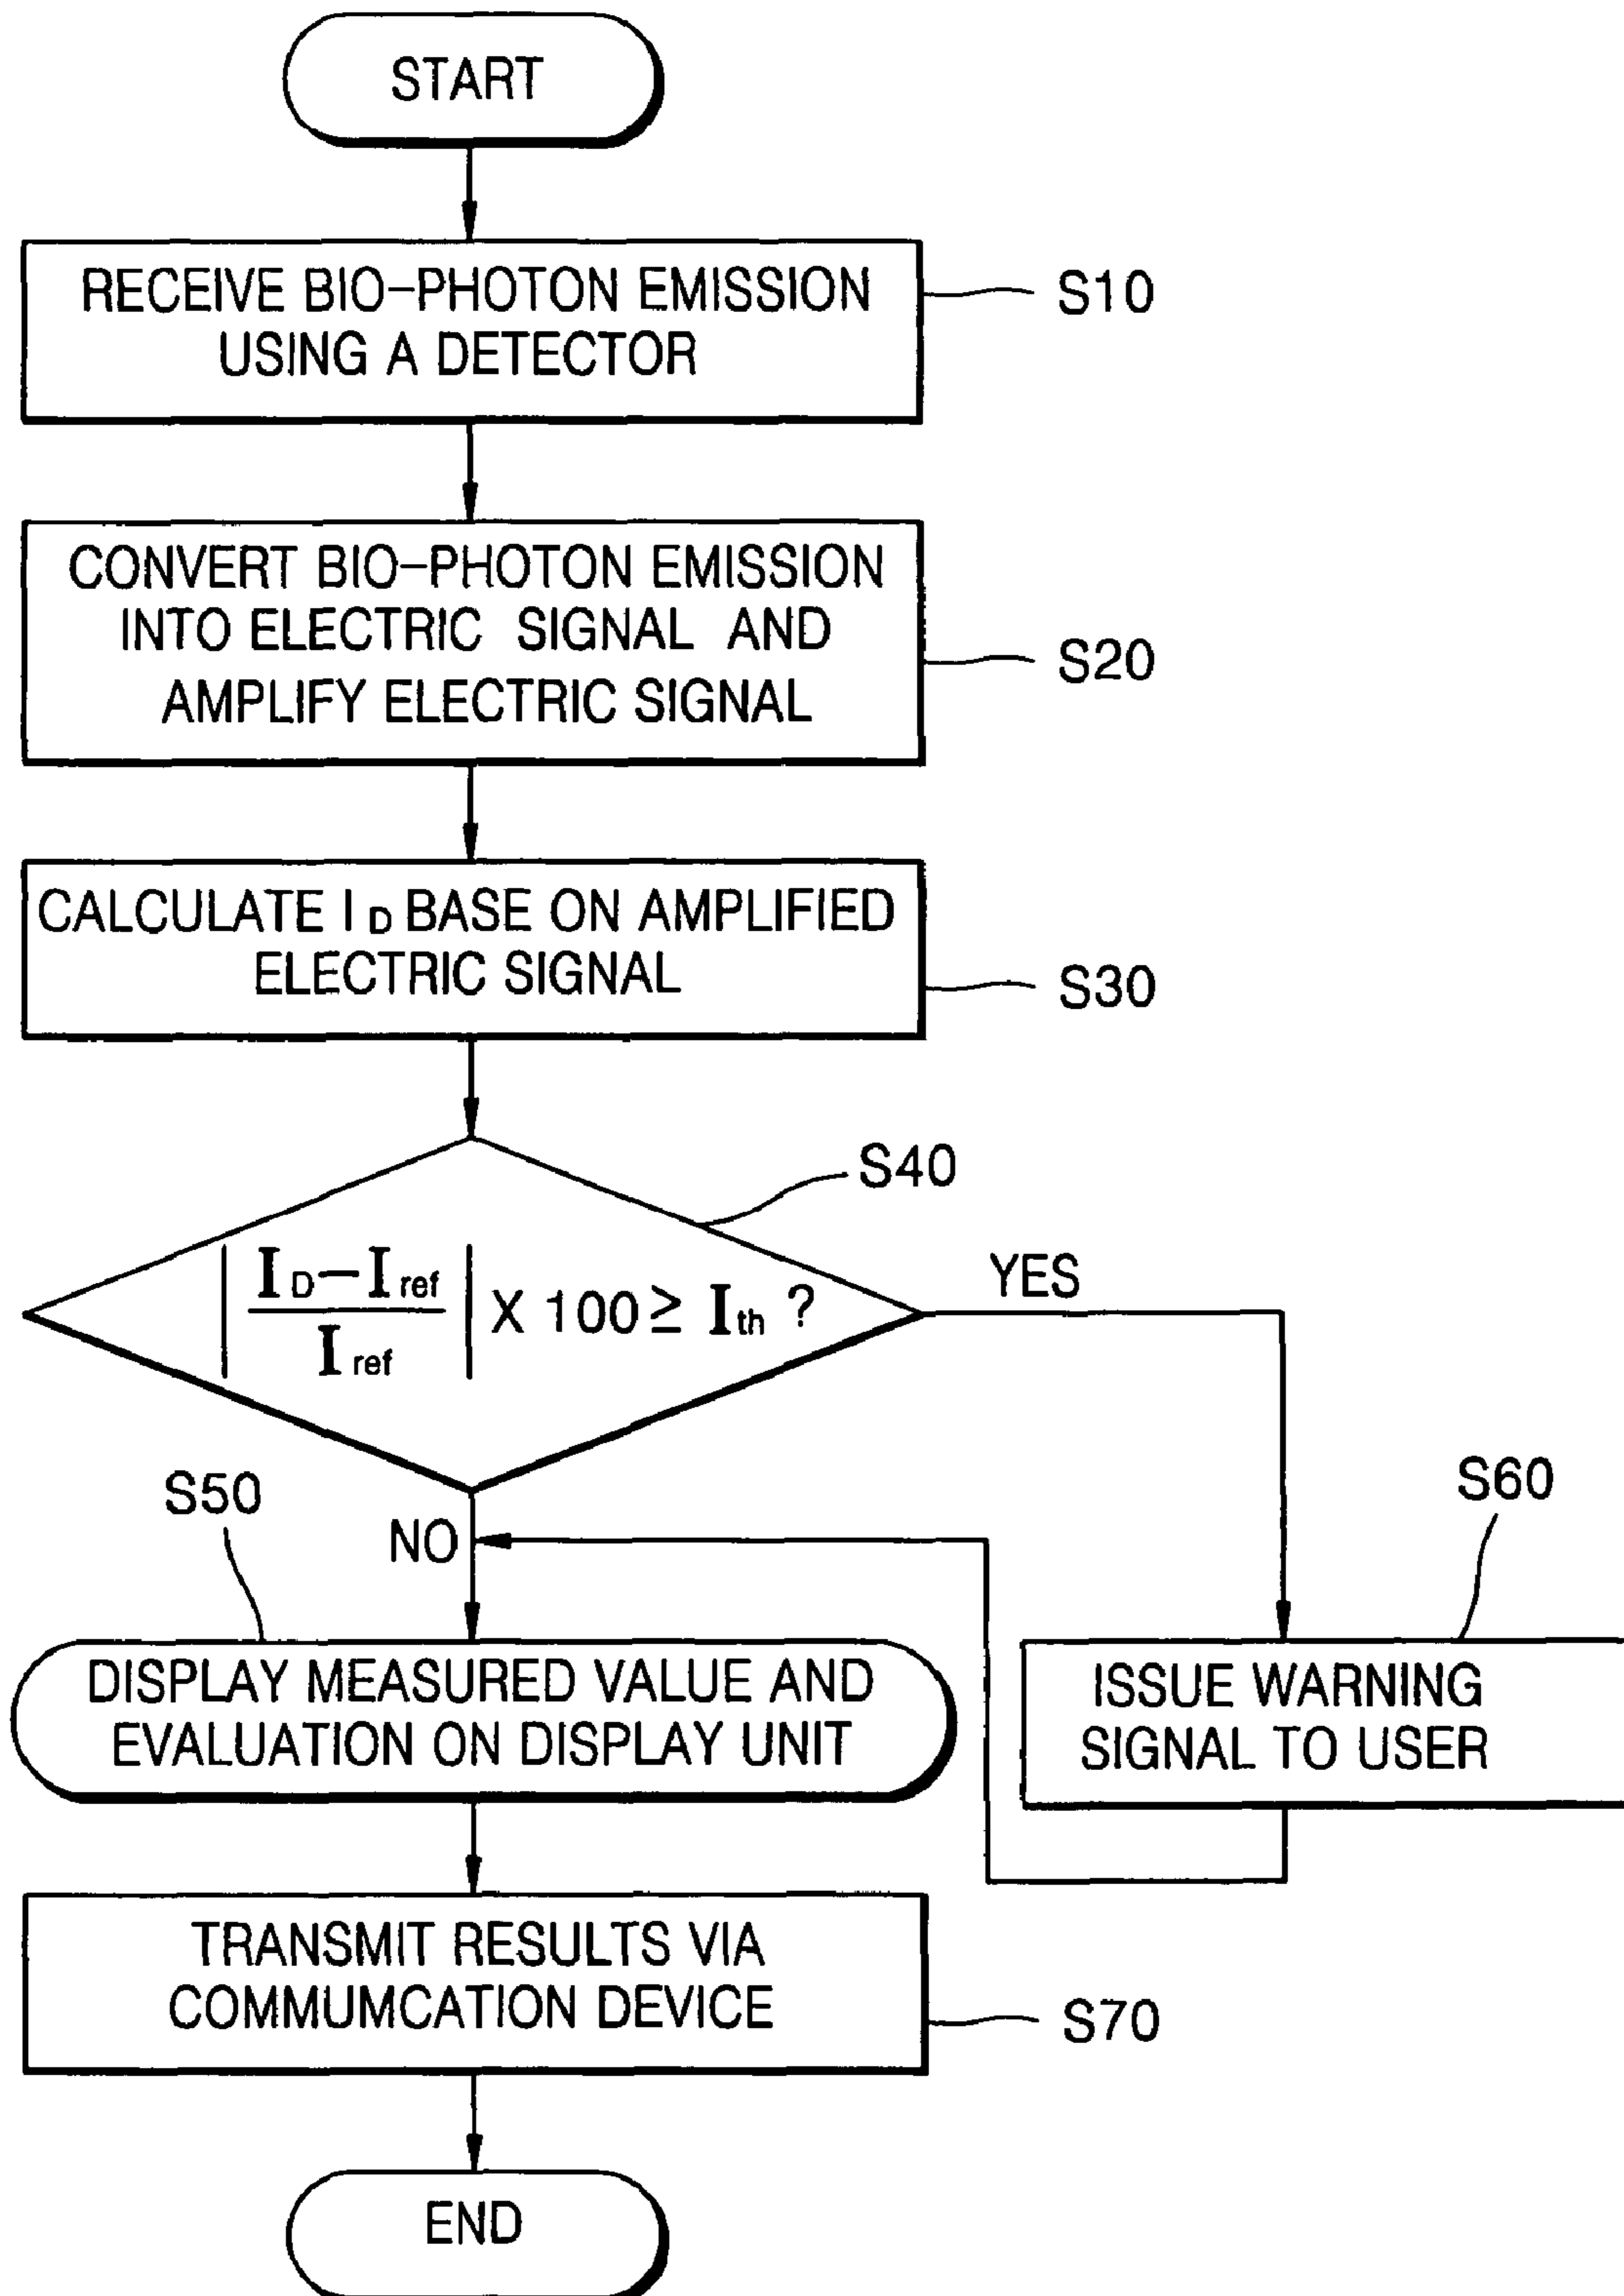 START
RECEIVE BIO-PHOTON EMISSION
USING A DETECTOR
S10
CONVERT BIO-PHOTON EMISSION
INTO ELECTRIC SIGNAL AND
AMPLIFY ELECTRIC SIGNAL
S20
CALCULATE I D BASE ON AMPLIFIED
ELECTRIC SIGNAL
S30
S40
| (I D − I ref) / I ref | X 100 ≥ I th ?
YES
NO
S50
DISPLAY MEASURED VALUE AND
EVALUATION ON DISPLAY UNIT
S60
ISSUE WARNING
SIGNAL TO USER
TRANSMIT RESULTS VIA
COMMUMCATION DEVICE
S70
END